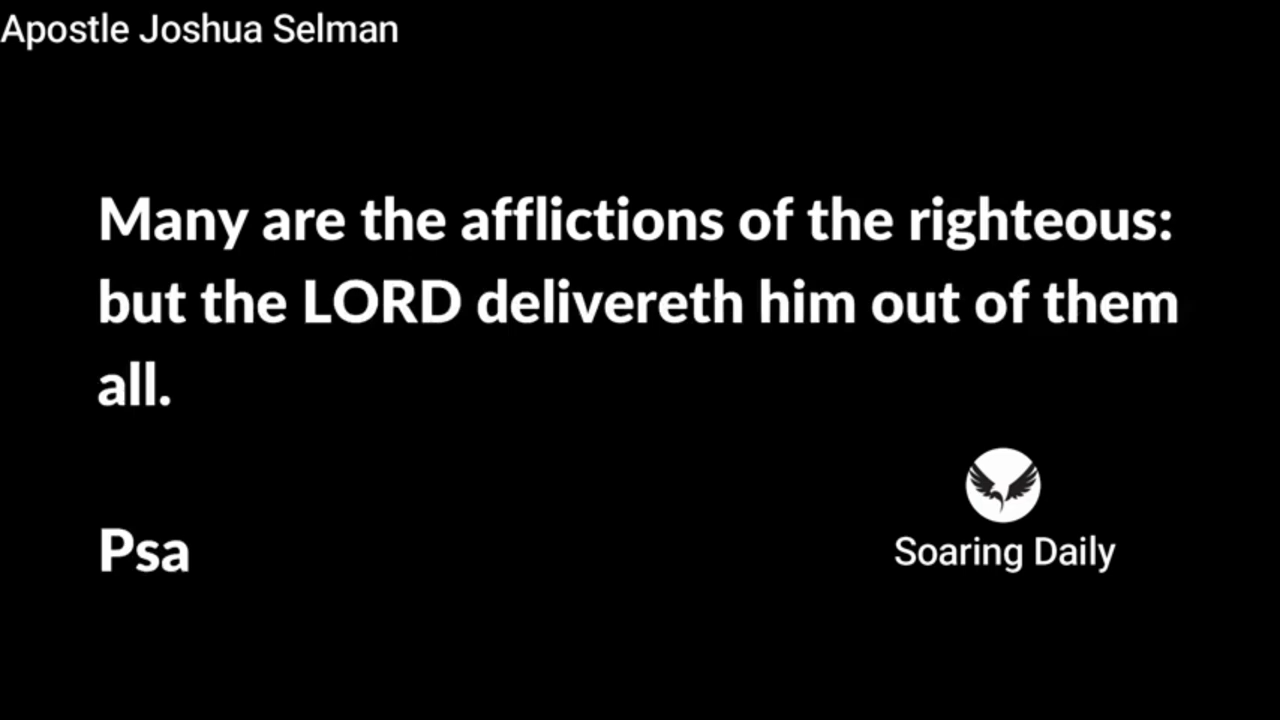 Apostle Joshua Selman
Many are the afflictions of the righteous:
but the LORD delivereth him out of them
all.
Psa
Soaring Daily